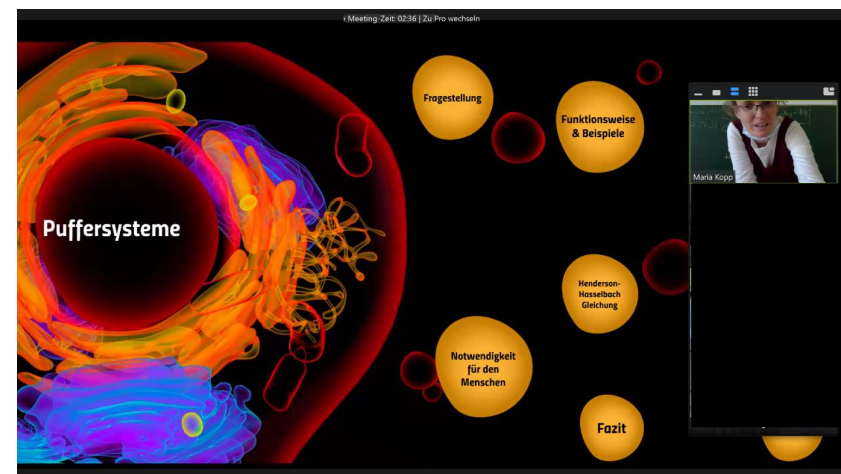 Meeting-Zeit: 02:36 | Zu Pro wechseln
Puffersysteme
Fragestellung
Funktionsweise
& Beispiele
Maria Kopp
Henderson-
Hasselbach
Gleichung
Notwendigkeit
für den
Menschen
Fazit